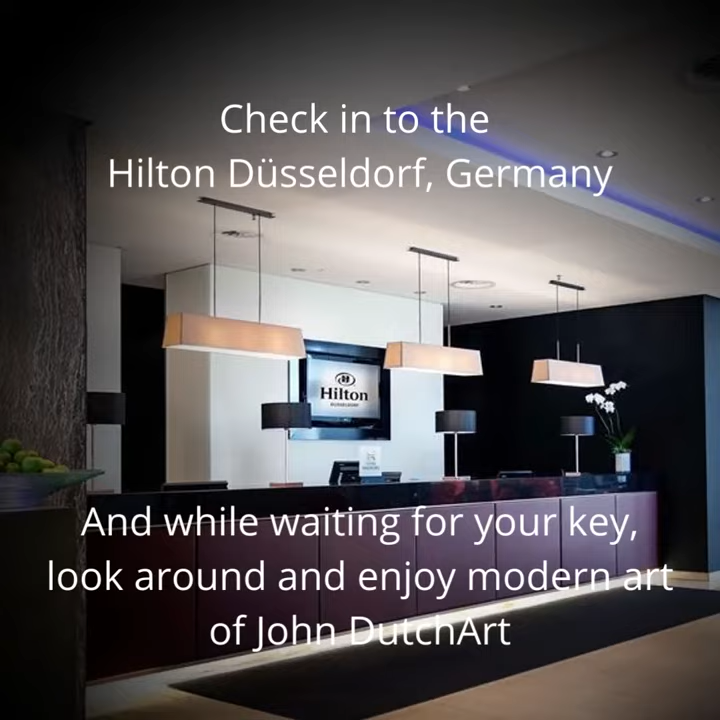 Check in to the
Hilton Düsseldorf, Germany
Hilton
DUSSELDORF
And while waiting for your key,
look around and enjoy modern art
of John DutchArt